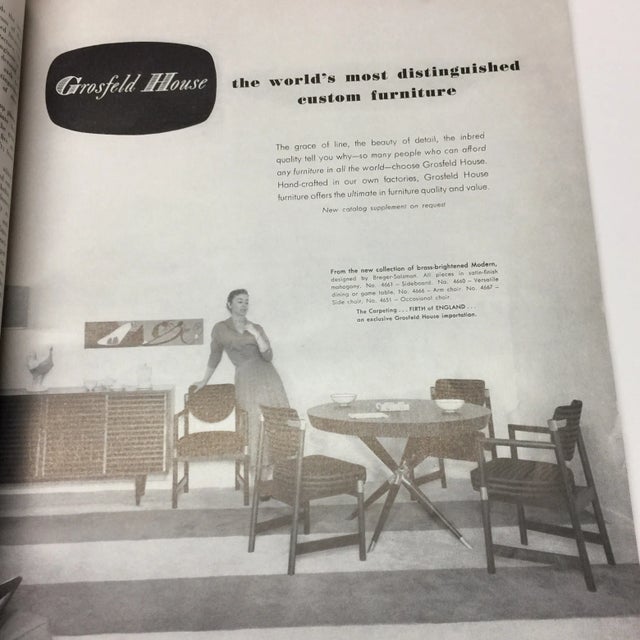 Grosfeld House
the world's most distinguished
custom furniture
The grace of line, the beauty of detail, the inbred
quality tell you why—so many people who can afford
any furniture in all the world—choose Grosfeld House.
Hand-crafted in our own factories, Grosfeld House
furniture offers the ultimate in furniture quality and value.
New catalog supplement on request
From the new collection of brass-brightened Modern,
designed by Breger-Salzman. All pieces in satin-finish
mahogany. No. 4661 – Sideboard. No. 4660 – Versatile
dining or game table. No. 4666 – Arm chair. No. 4667 –
Side chair. No. 4651 – Occasional chair.
The Carpeting . . . FIRTH of ENGLAND . . .
an exclusive Grosfeld House importation.